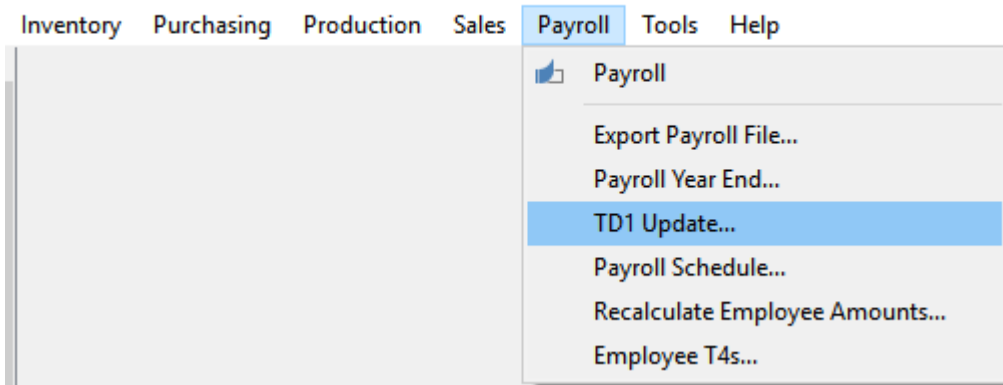 Inventory Purchasing Production Sales Payroll Tools Help
Payroll
Export Payroll File...
Payroll Year End...
TD1 Update...
Payroll Schedule...
Recalculate Employee Amounts...
Employee T4s...